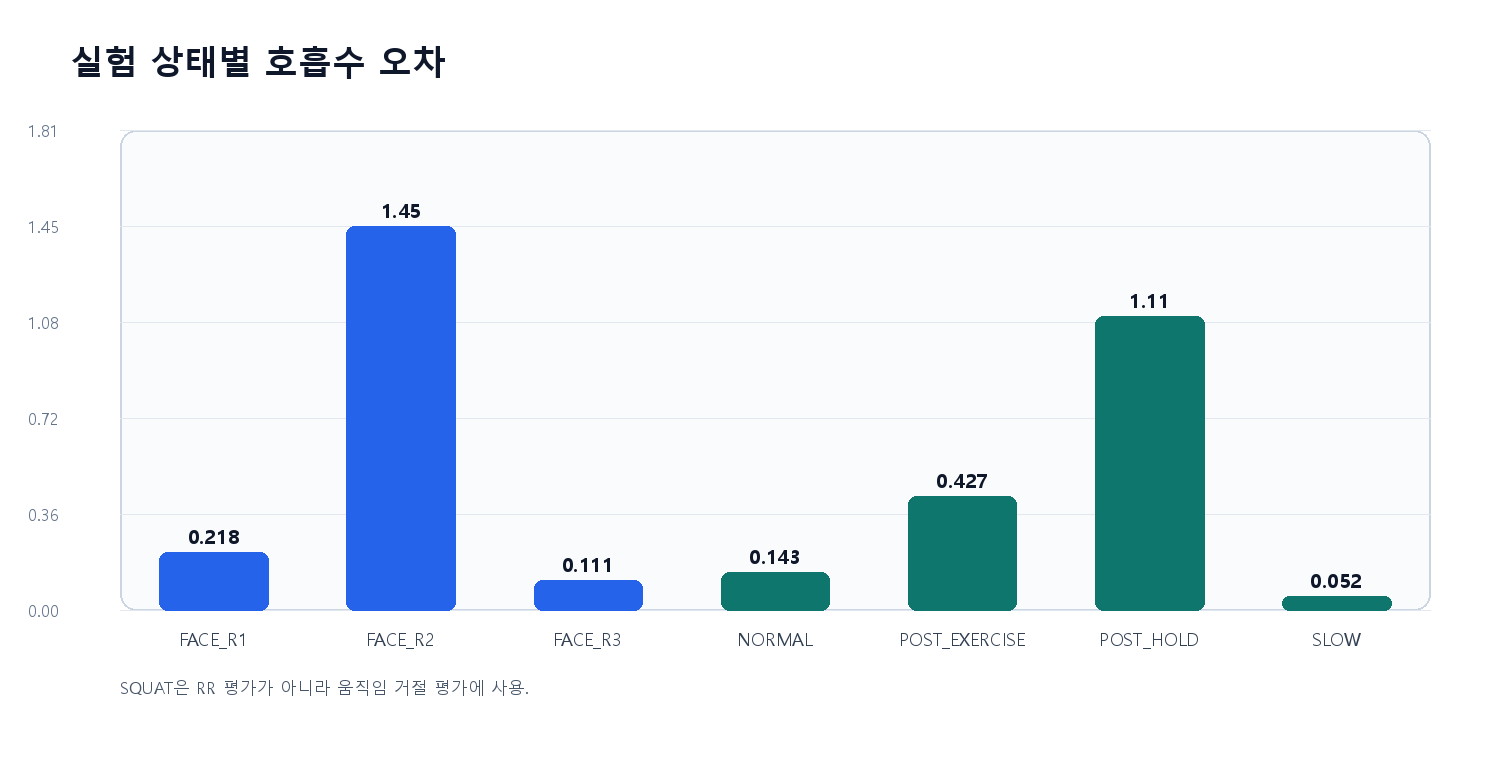 실험 상태별 호흡수 오차
1.81
1.45
1.08
0.72
0.36
0.00
0.218
1.45
0.111
0.143
0.427
1.11
0.052
FACE_R1
FACE_R2
FACE_R3
NORMAL
POST_EXERCISE
POST_HOLD
SLOW
SQUAT은 RR 평가가 아니라 움직임 거절 평가에 사용.